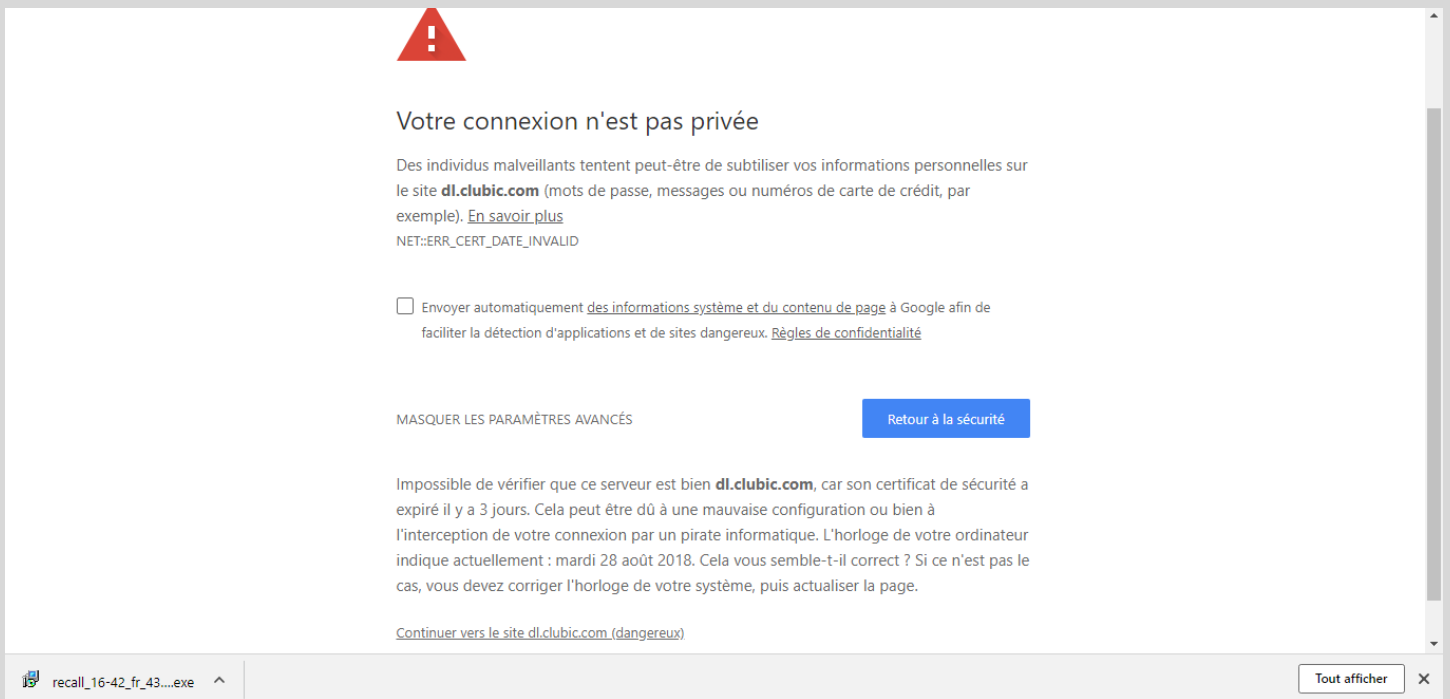 Votre connexion n'est pas privée
Des individus malveillants tentent peut-être de subtiliser vos informations personnelles sur
le site dl.clubic.com (mots de passe, messages ou numéros de carte de crédit, par
exemple). En savoir plus
NET::ERR_CERT_DATE_INVALID
Envoyer automatiquement des informations système et du contenu de page à Google afin de
faciliter la détection d'applications et de sites dangereux. Règles de confidentialité
MASQUER LES PARAMÈTRES AVANCÉS
Retour à la sécurité
Impossible de vérifier que ce serveur est bien dl.clubic.com, car son certificat de sécurité a
expiré il y a 3 jours. Cela peut être dû à une mauvaise configuration ou bien à
l'interception de votre connexion par un pirate informatique. L'horloge de votre ordinateur
indique actuellement : mardi 28 août 2018. Cela vous semble-t-il correct ? Si ce n'est pas le
cas, vous devez corriger l'horloge de votre système, puis actualiser la page.
Continuer vers le site dl.clubic.com (dangereux)
recall_16-42_fr_43....exe
Tout afficher